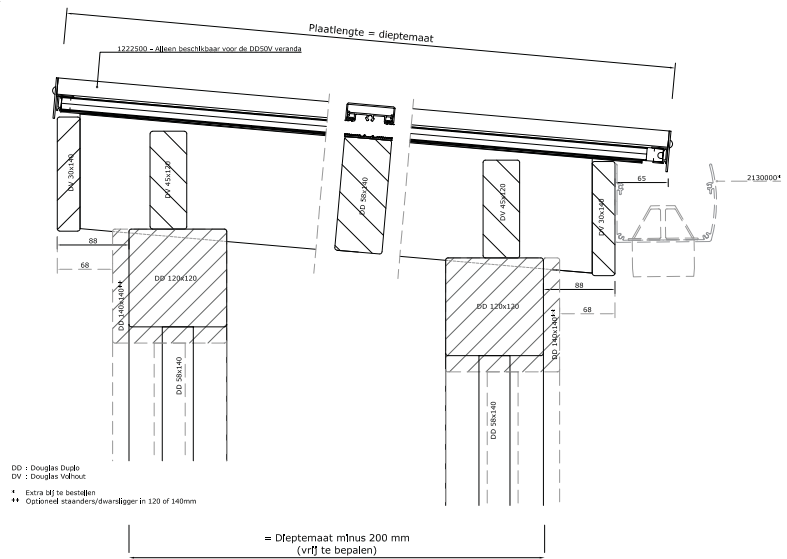 Plaatlengte = dieptemaat
1222500 - Alleen beschikbaar voor de DD50V veranda
DV 30x140
DV 45x120
DD 58x140
DV 45x120
DV 30x140
65
2130000*
88
68
DD 120x120
DD 140x140**
DD 58x140
DD 120x120
88
68
DD 140x140**
DD 58x140
DD : Douglas Duplo
DV : Douglas Volhout
* Extra bij te bestellen
** Optioneel staanders/dwarsligger in 120 of 140mm
= Dieptemaat minus 200 mm
(vrij te bepalen)